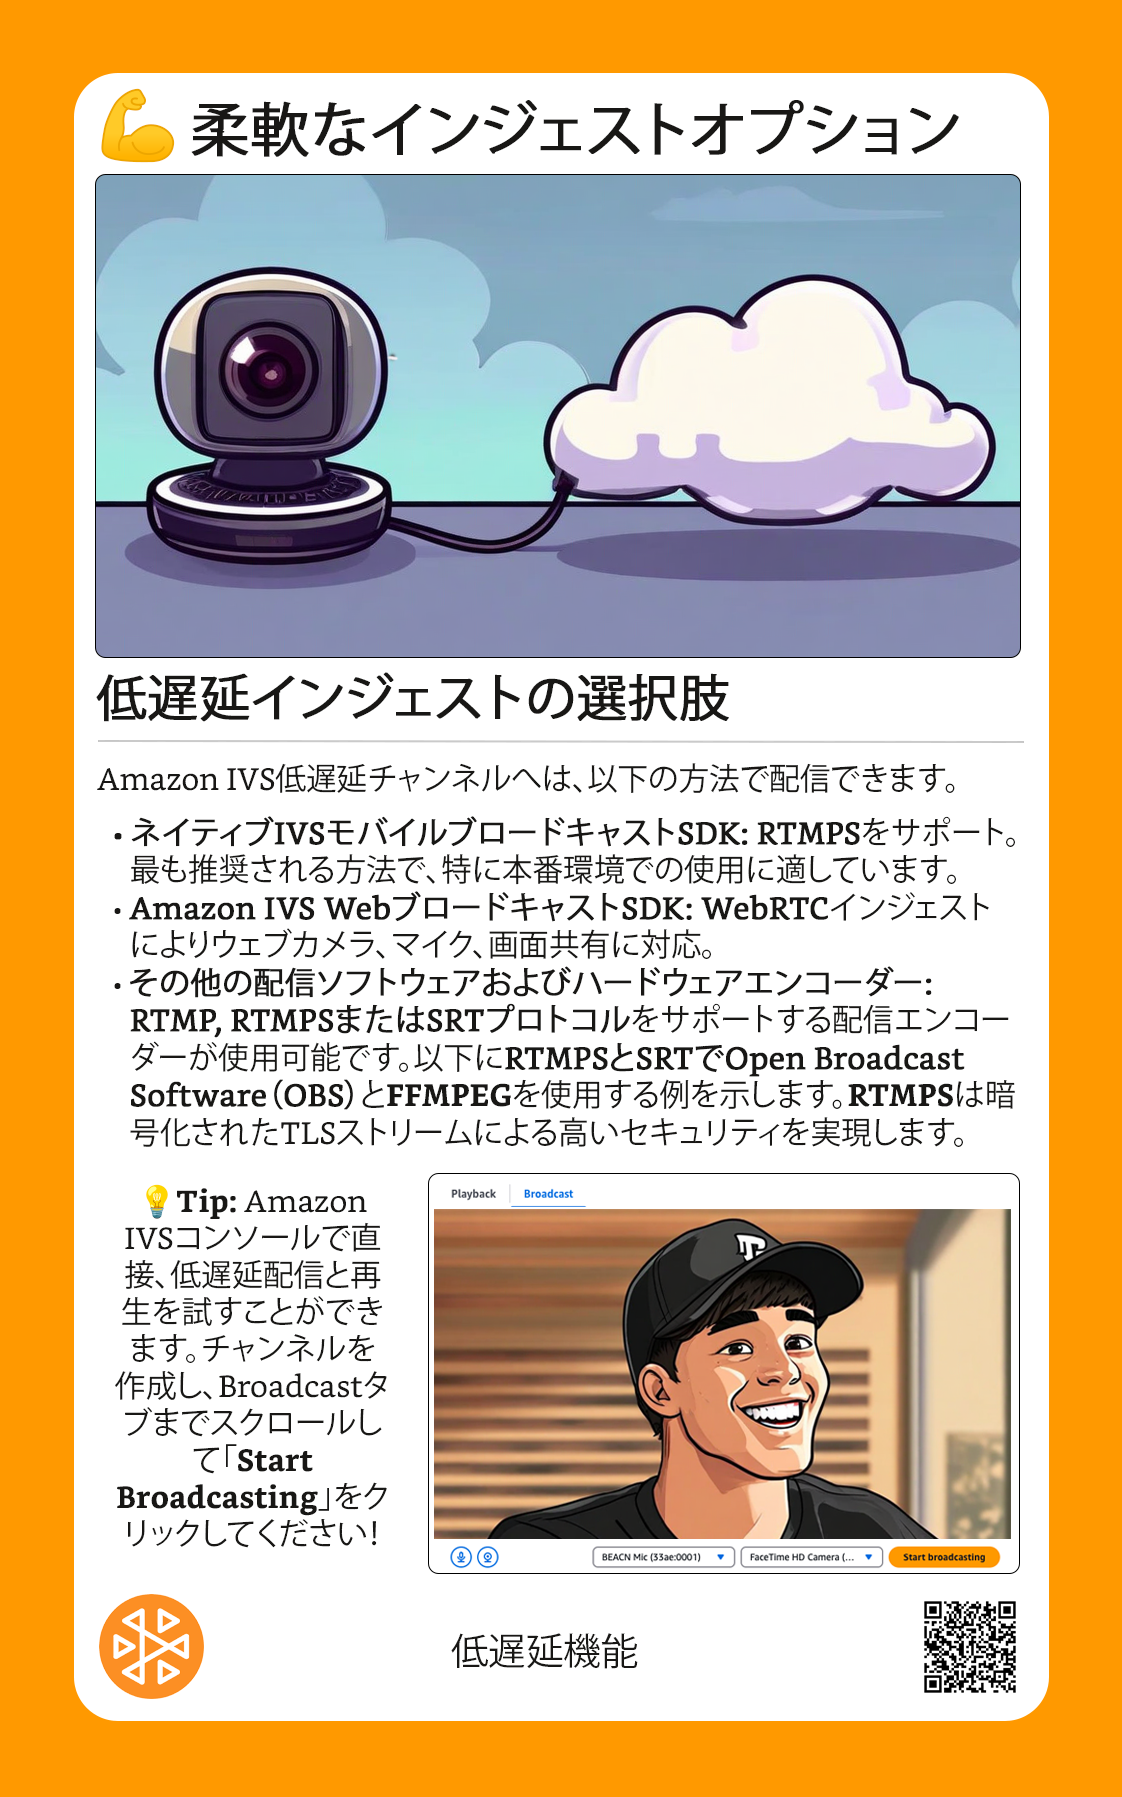 💪 柔軟なインジェストオプション
低遅延インジェストの選択肢
Amazon IVS低遅延チャンネルへは、以下の方法で配信できます。
• ネイティブIVSモバイルブロードキャストSDK: RTMPSをサポート。
最も推奨される方法で、特に本番環境での使用に適しています。
• Amazon IVS WebブロードキャストSDK: WebRTCインジェスト
によりウェブカメラ、マイク、画面共有に対応。
• その他の配信ソフトウェアおよびハードウェアエンコーダー:
RTMP, RTMPSまたはSRTプロトコルをサポートする配信エンコー
ダーが使用可能です。以下にRTMPSとSRTでOpen Broadcast
Software（OBS）とFFMPEGを使用する例を示します。RTMPSは暗
号化されたTLSストリームによる高いセキュリティを実現します。
💡 Tip: Amazon
IVSコンソールで直
接、低遅延配信と再
生を試すことができ
ます。チャンネルを
作成し、Broadcastタ
ブまでスクロールし
て「Start
Broadcasting」をク
リックしてください！
Playback Broadcast
BEACN Mic (33ae:0001) FaceTime HD Camera (... Start broadcasting
低遅延機能